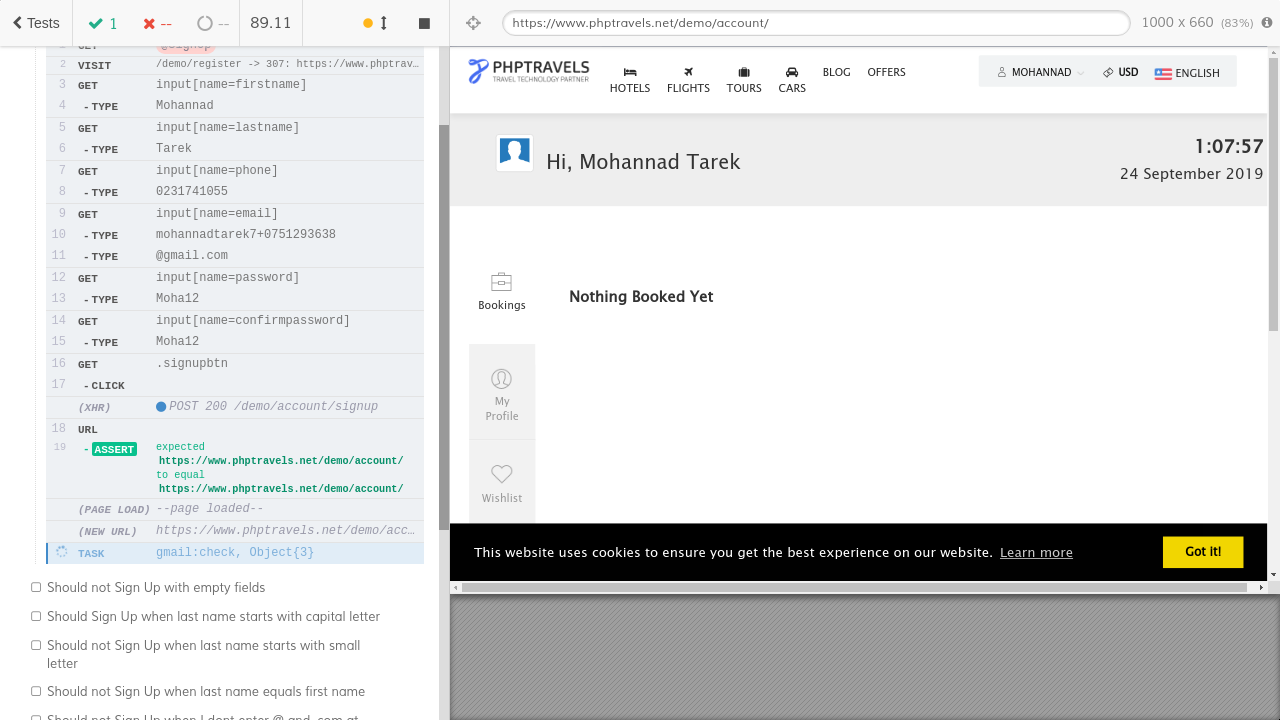 Tests
1
--
--
89.11
https://www.phptravels.net/demo/account/
1000 x 660 (83%)
1 GET @signup
2 VISIT /demo/register -> 307: https://www.phptrav…
3 GET input[name=firstname]
4 - TYPE Mohannad
5 GET input[name=lastname]
6 - TYPE Tarek
7 GET input[name=phone]
8 - TYPE 0231741055
9 GET input[name=email]
10 - TYPE mohannadtarek7+0751293638
11 - TYPE @gmail.com
12 GET input[name=password]
13 - TYPE Moha12
14 GET input[name=confirmpassword]
15 - TYPE Moha12
16 GET .signupbtn
17 - CLICK
(XHR) POST 200 /demo/account/signup
18 URL
19 - ASSERT expected
https://www.phptravels.net/demo/account/
to equal
https://www.phptravels.net/demo/account/
(PAGE LOAD) --page loaded--
(NEW URL) https://www.phptravels.net/demo/acc…
TASK gmail:check, Object{3}
Should not Sign Up with empty fields
Should Sign Up when last name starts with capital letter
Should not Sign Up when last name starts with small
letter
Should not Sign Up when last name equals first name
Should not Sign Up when I dont enter @ and .com at
PHPTRAVELS
TRAVEL TECHNOLOGY PARTNER
HOTELS
FLIGHTS
TOURS
CARS
BLOG
OFFERS
MOHANNAD
USD
ENGLISH
Hi, Mohannad Tarek
1:07:57
24 September 2019
Bookings
Nothing Booked Yet
My
Profile
Wishlist
This website uses cookies to ensure you get the best experience on our website. Learn more
Got it!